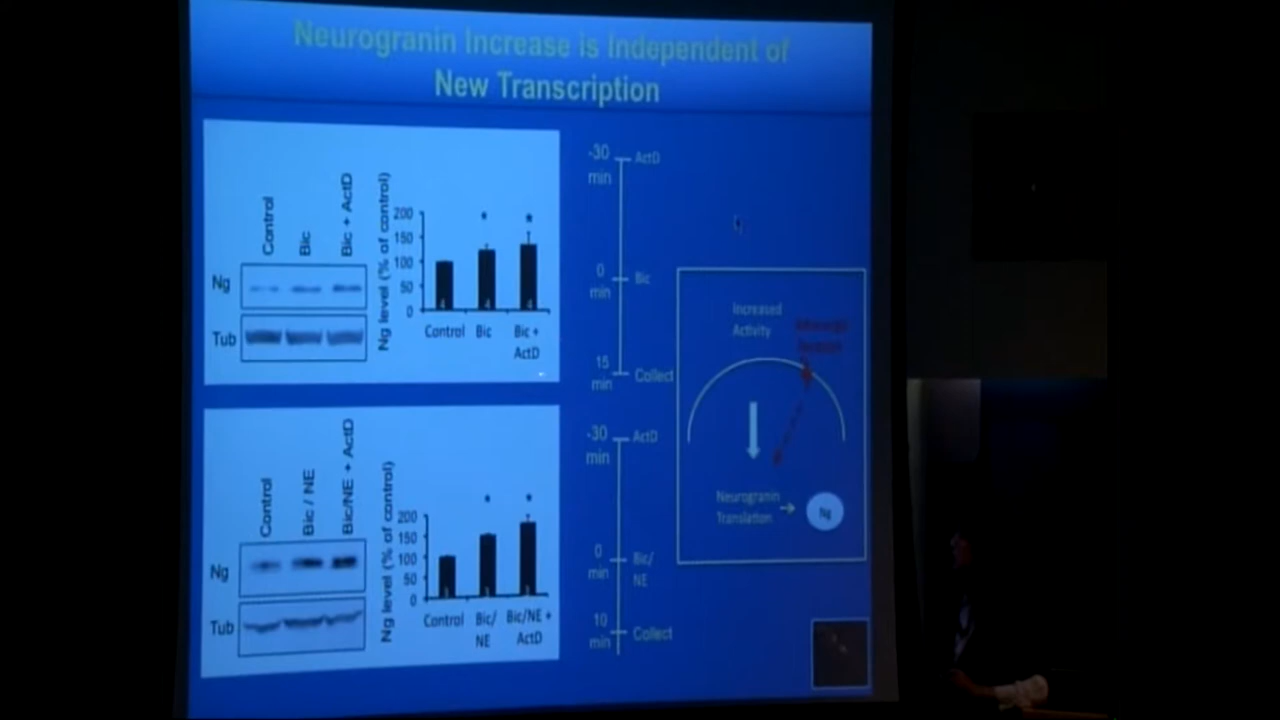 Neurogranin Increase is Independent of
New Transcription
Control
Bic
Bic + ActD
Ng
Tub
Ng level (% of control)
200
150
100
50
0
*
*
4
4
4
Control
Bic
Bic +
ActD
-30
min
ActD
0
min
Bic
15
min
Collect
Control
Bic / NE
Bic/NE + ActD
Ng
Tub
Ng level (% of control)
200
150
100
50
0
*
*
Control
Bic/
NE
Bic/NE +
ActD
-30
min
ActD
0
min
Bic/
NE
10
min
Collect
Increased
Activity
Neurogranin
Translation
Ng